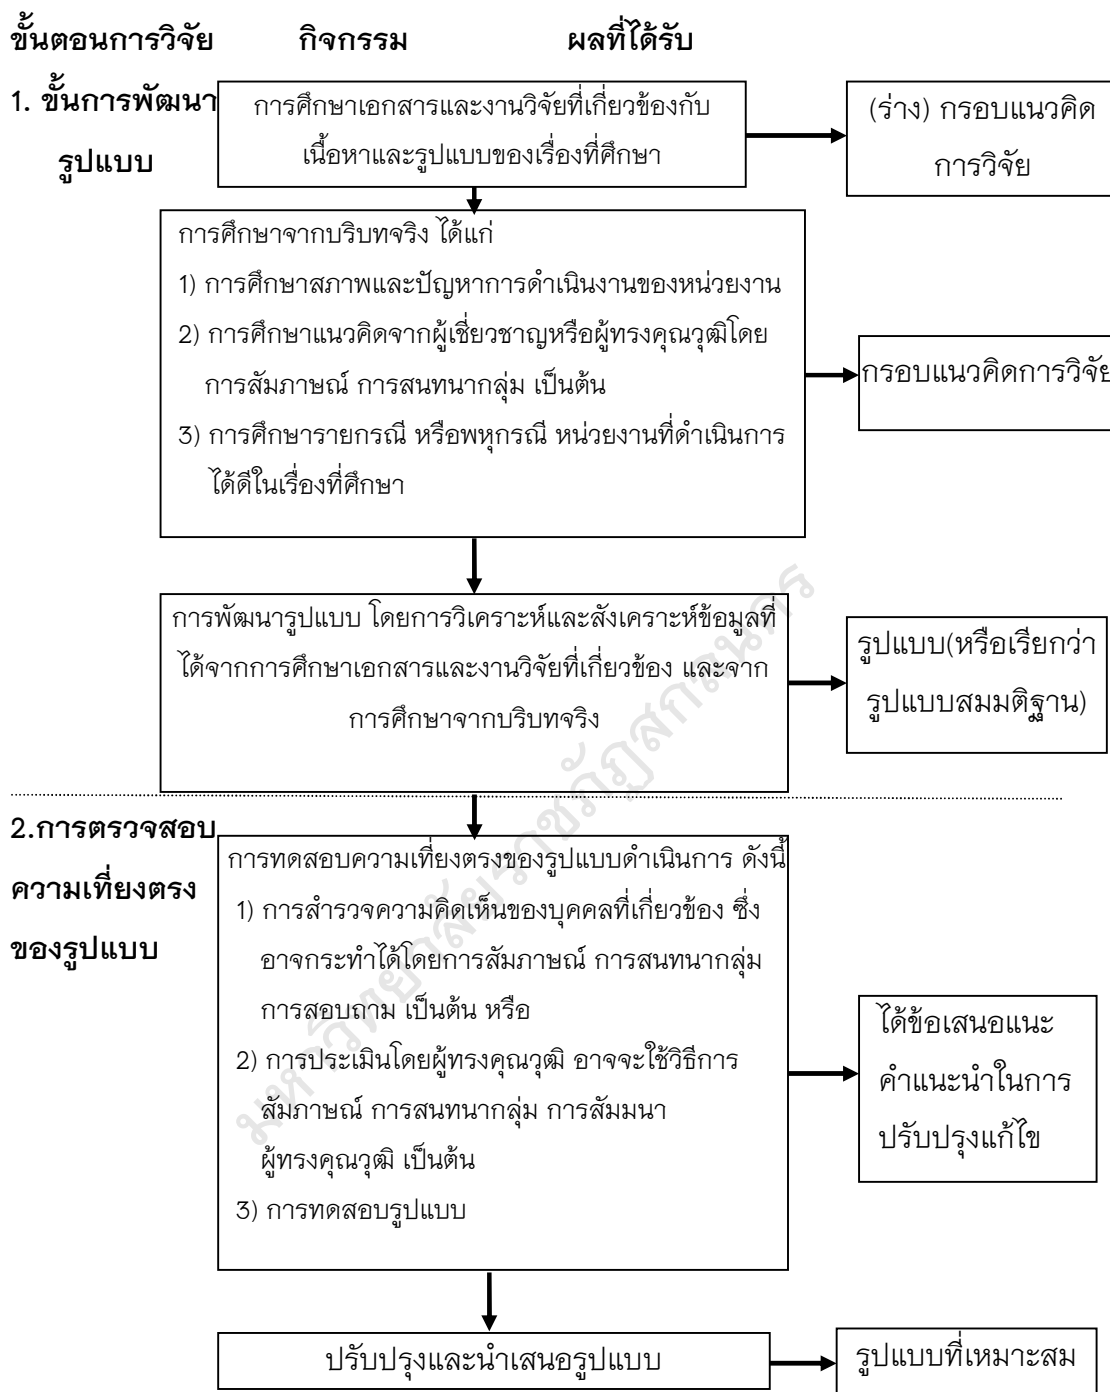 ขั้นตอนการวิจัย กิจกรรม ผลที่ได้รับ
1. ขั้นการพัฒนา
รูปแบบ
การศึกษาเอกสารและงานวิจัยที่เกี่ยวข้องกับ
เนื้อหาและรูปแบบของเรื่องที่ศึกษา
(ร่าง) กรอบแนวคิด
การวิจัย
การศึกษาจากบริบทจริง ได้แก่
1) การศึกษาสภาพและปัญหาการดำเนินงานของหน่วยงาน
2) การศึกษาแนวคิดจากผู้เชี่ยวชาญหรือผู้ทรงคุณวุฒิโดย
การสัมภาษณ์ การสนทนากลุ่ม เป็นต้น
3) การศึกษารายกรณี หรือพหุกรณี หน่วยงานที่ดำเนินการ
ได้ดีในเรื่องที่ศึกษา
กรอบแนวคิดการวิจัย
การพัฒนารูปแบบ โดยการวิเคราะห์และสังเคราะห์ข้อมูลที่
ได้จากการศึกษาเอกสารและงานวิจัยที่เกี่ยวข้อง และจาก
การศึกษาจากบริบทจริง
รูปแบบ(หรือเรียกว่า
รูปแบบสมมติฐาน)
2.การตรวจสอบ
ความเที่ยงตรง
ของรูปแบบ
การทดสอบความเที่ยงตรงของรูปแบบดำเนินการ ดังนี้
1) การสำรวจความคิดเห็นของบุคคลที่เกี่ยวข้อง ซึ่ง
อาจกระทำได้โดยการสัมภาษณ์ การสนทนากลุ่ม
การสอบถาม เป็นต้น หรือ
2) การประเมินโดยผู้ทรงคุณวุฒิ อาจจะใช้วิธีการ
สัมภาษณ์ การสนทนากลุ่ม การสัมมนา
ผู้ทรงคุณวุฒิ เป็นต้น
3) การทดสอบรูปแบบ
ได้ข้อเสนอแนะ
คำแนะนำในการ
ปรับปรุงแก้ไข
ปรับปรุงและนำเสนอรูปแบบ
รูปแบบที่เหมาะสม
มหาวิทยาลัยราชภัฏสกลนคร